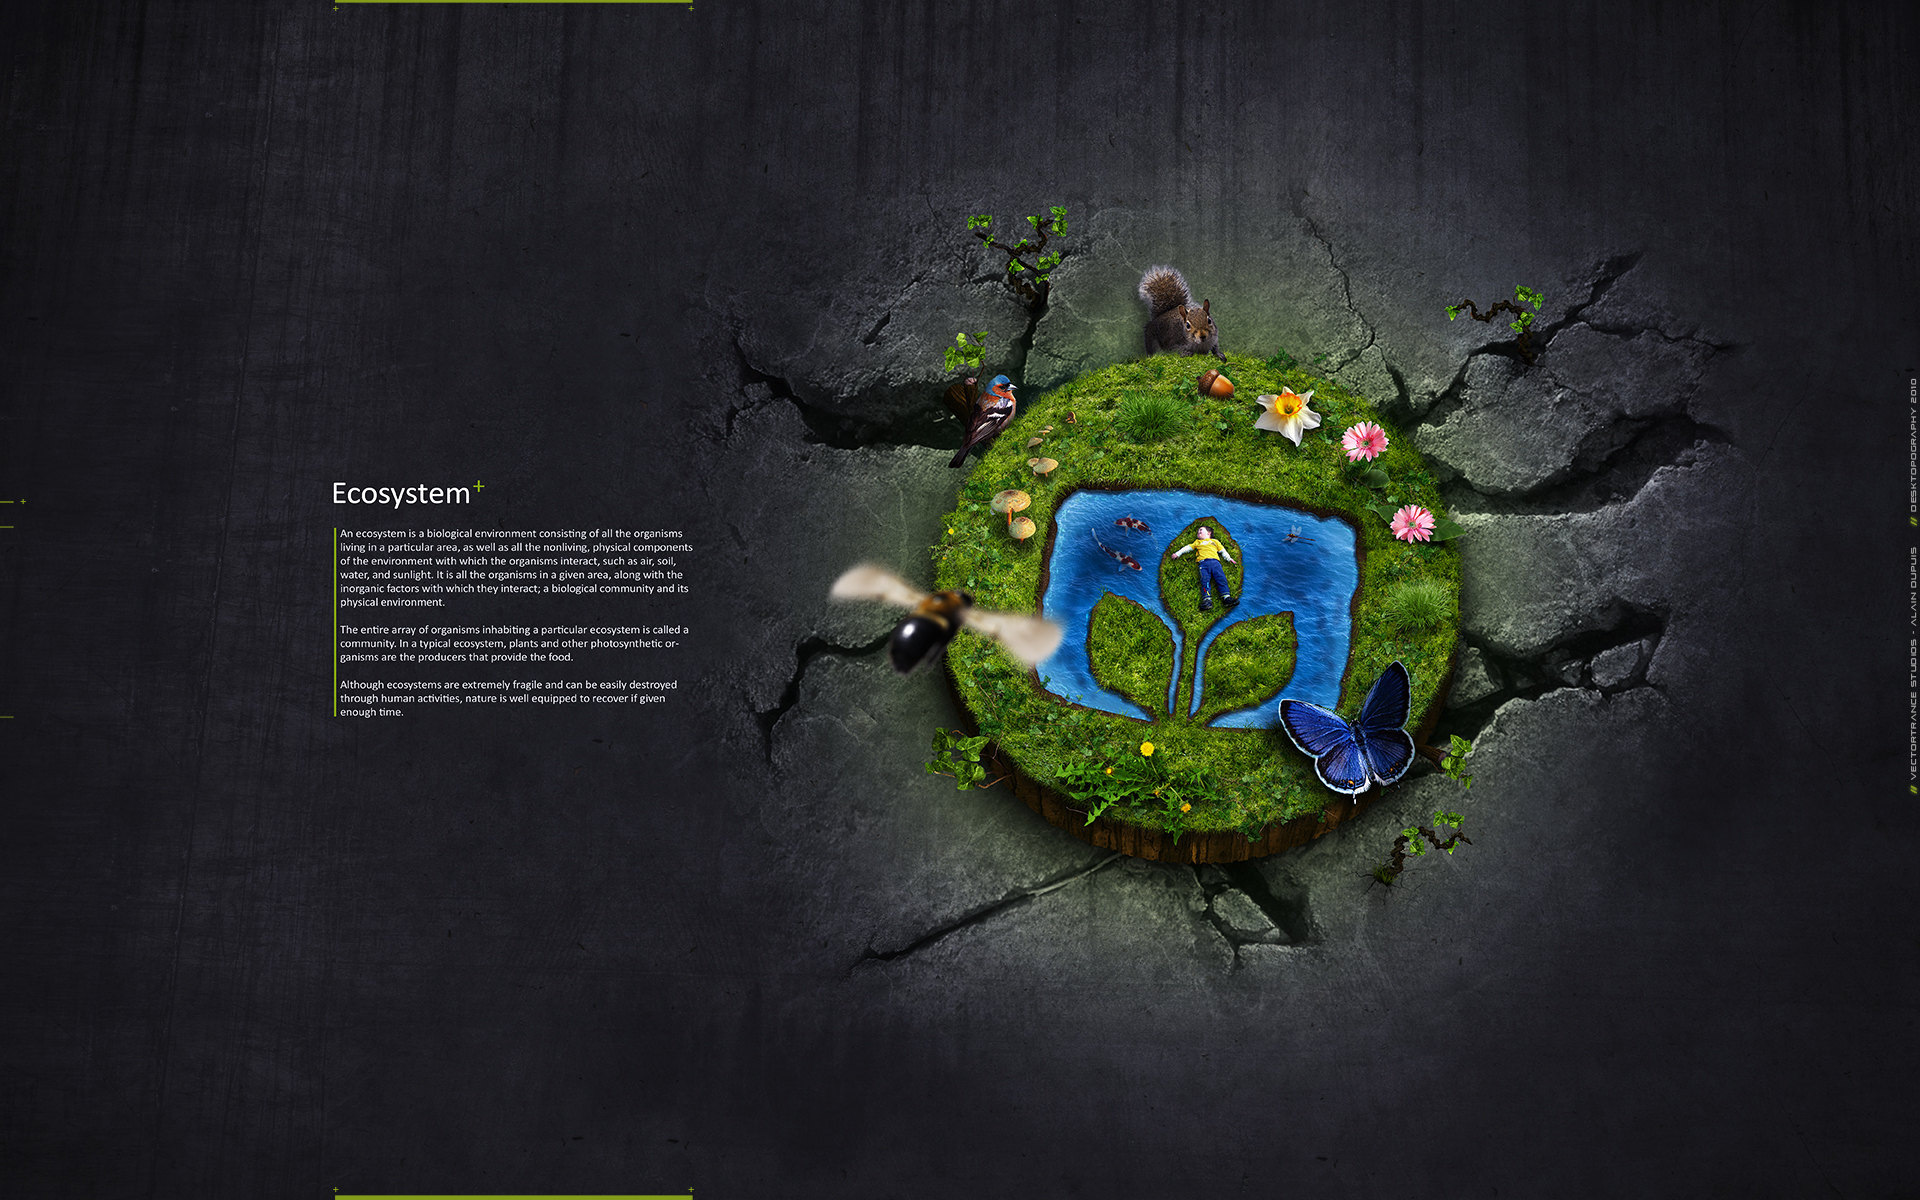 Ecosystem+
An ecosystem is a biological environment consisting of all the organisms
living in a particular area, as well as all the nonliving, physical components
of the environment with which the organisms interact, such as air, soil,
water, and sunlight. It is all the organisms in a given area, along with the
inorganic factors with which they interact; a biological community and its
physical environment.
The entire array of organisms inhabiting a particular ecosystem is called a
community. In a typical ecosystem, plants and other photosynthetic or-
ganisms are the producers that provide the food.
Although ecosystems are extremely fragile and can be easily destroyed
through human activities, nature is well equipped to recover if given
enough time.
// VECTORTRANCE STUDIOS - ALAIN DUPUIS // DESKTOPOGRAPHY 2010